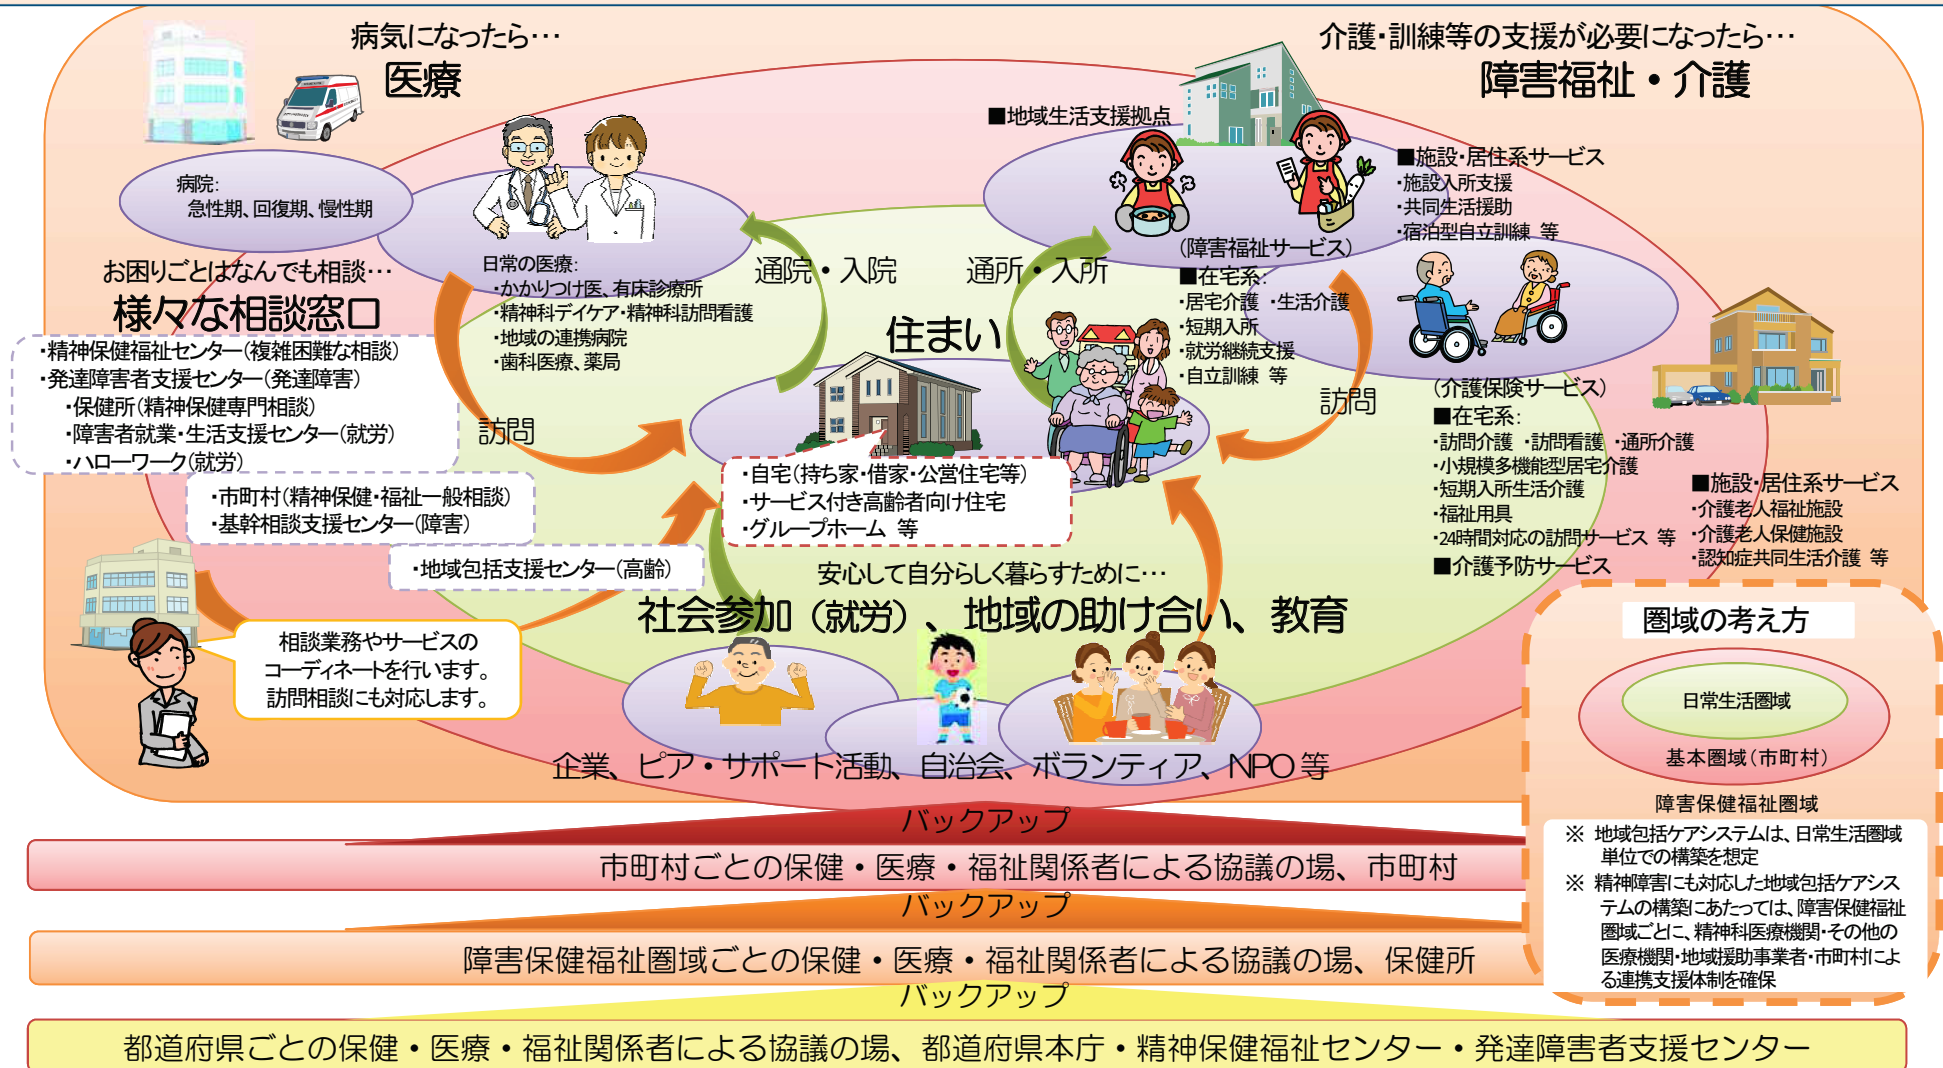 病気になったら…
医療
病院：
急性期、回復期、慢性期
日常の医療：
・かかりつけ医、有床診療所
・精神科デイケア・精神科訪問看護
・地域の連携病院
・歯科医療、薬局
通院・入院
訪問
介護・訓練等の支援が必要になったら…
障害福祉・介護
■地域生活支援拠点
■施設・居住系サービス
・施設入所支援
・共同生活援助
・宿泊型自立訓練 等
（障害福祉サービス）
■在宅系：
・居宅介護 ・生活介護
・短期入所
・就労継続支援
・自立訓練 等
通所・入所
訪問
（介護保険サービス）
■在宅系：
・訪問介護 ・訪問看護 ・通所介護
・小規模多機能型居宅介護
・短期入所生活介護
・福祉用具
・24時間対応の訪問サービス 等
■介護予防サービス
■施設・居住系サービス
・介護老人福祉施設
・介護老人保健施設
・認知症共同生活介護 等
お困りごとはなんでも相談…
様々な相談窓口
・精神保健福祉センター（複雑困難な相談）
・発達障害者支援センター（発達障害）
・保健所（精神保健専門相談）
・障害者就業・生活支援センター（就労）
・ハローワーク（就労）
・市町村（精神保健・福祉一般相談）
・基幹相談支援センター（障害）
・地域包括支援センター（高齢）
相談業務やサービスの
コーディネートを行います。
訪問相談にも対応します。
住まい
・自宅（持ち家・借家・公営住宅等）
・サービス付き高齢者向け住宅
・グループホーム 等
安心して自分らしく暮らすために…
社会参加（就労）、地域の助け合い、教育
企業、ピア・サポート活動、自治会、ボランティア、NPO等
圏域の考え方
日常生活圏域
基本圏域（市町村）
障害保健福祉圏域
※ 地域包括ケアシステムは、日常生活圏域
単位での構築を想定
※ 精神障害にも対応した地域包括ケアシス
テムの構築にあたっては、障害保健福祉
圏域ごとに、精神科医療機関・その他の
医療機関・地域援助事業者・市町村によ
る連携支援体制を確保
バックアップ
市町村ごとの保健・医療・福祉関係者による協議の場、市町村
バックアップ
障害保健福祉圏域ごとの保健・医療・福祉関係者による協議の場、保健所
バックアップ
都道府県ごとの保健・医療・福祉関係者による協議の場、都道府県本庁・精神保健福祉センター・発達障害者支援センター